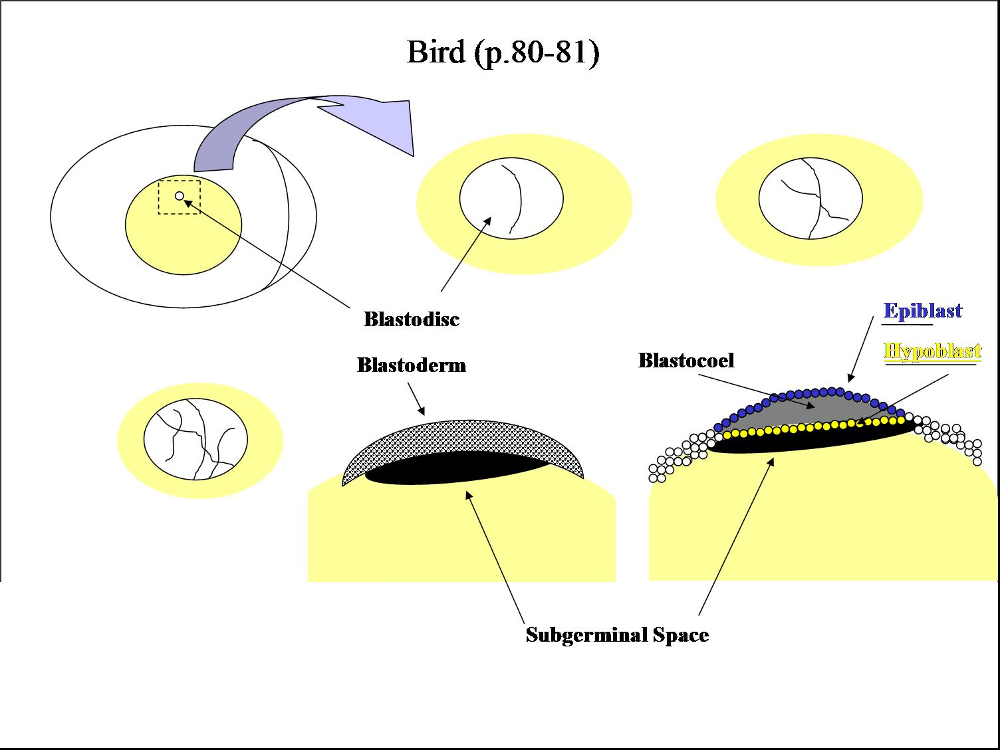 Bird (p.80-81)
Blastodisc
Epiblast
Hypoblast
Blastoderm
Blastocoel
Subgerminal Space